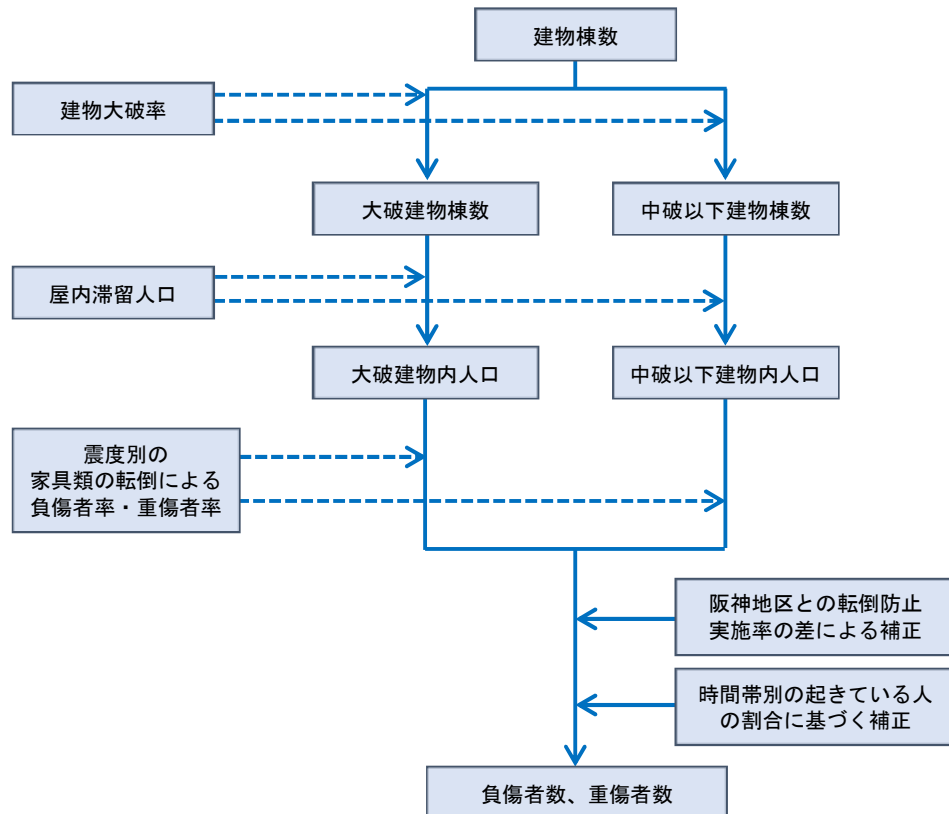 建物棟数
建物大破率
大破建物棟数
中破以下建物棟数
屋内滞留人口
大破建物内人口
中破以下建物内人口
震度別の
家具類の転倒による
負傷者率・重傷者率
阪神地区との転倒防止
実施率の差による補正
時間帯別の起きている人
の割合に基づく補正
負傷者数、重傷者数